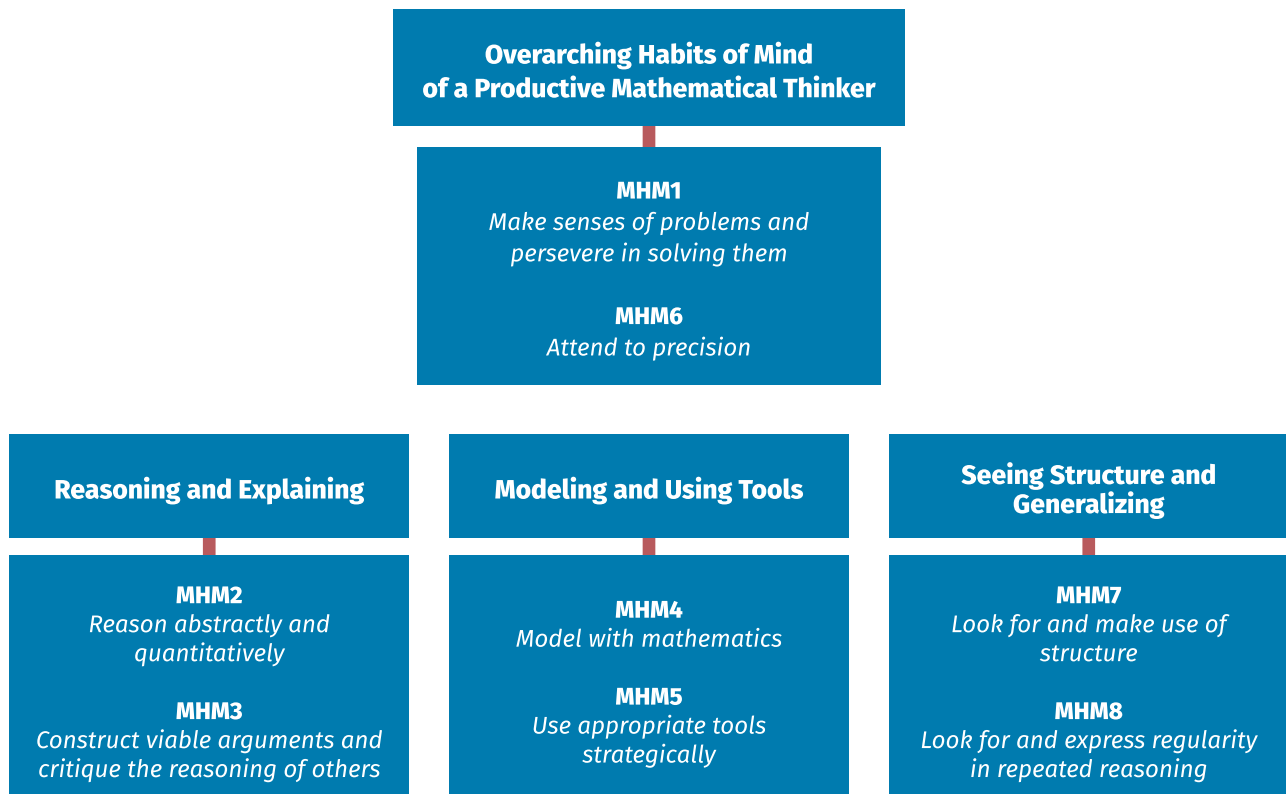 Overarching Habits of Mind
of a Productive Mathematical Thinker
MHM1
Make senses of problems and
persevere in solving them
MHM6
Attend to precision
Reasoning and Explaining
MHM2
Reason abstractly and
quantitatively
MHM3
Construct viable arguments and
critique the reasoning of others
Modeling and Using Tools
MHM4
Model with mathematics
MHM5
Use appropriate tools
strategically
Seeing Structure and
Generalizing
MHM7
Look for and make use of
structure
MHM8
Look for and express regularity
in repeated reasoning